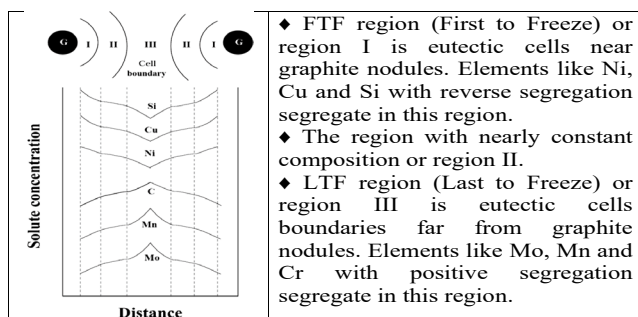 G I II III II I G
Cell
boundary
Si
Cu
Ni
C
Mn
Mo
Solute concentration
Distance
♦ FTF region (First to Freeze) or
region I is eutectic cells near
graphite nodules. Elements like Ni,
Cu and Si with reverse segregation
segregate in this region.
♦ The region with nearly constant
composition or region II.
♦ LTF region (Last to Freeze) or
region III is eutectic cells
boundaries far from graphite
nodules. Elements like Mo, Mn and
Cr with positive segregation
segregate in this region.